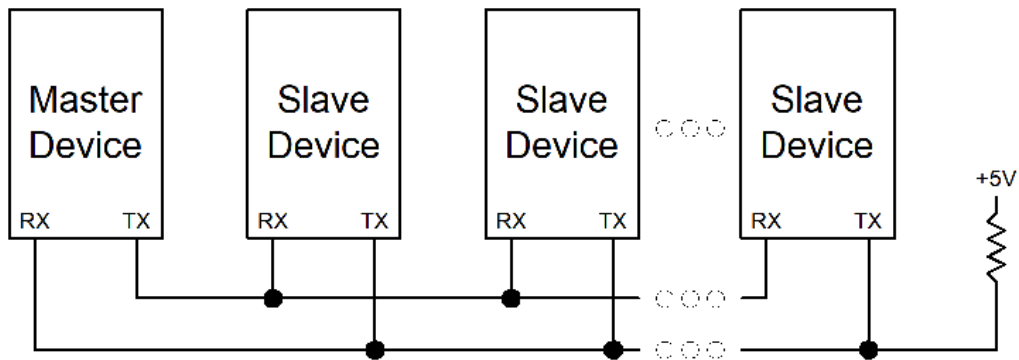 Master
Device
RX TX
Slave
Device
RX TX
Slave
Device
RX TX
Slave
Device
RX TX
+5V